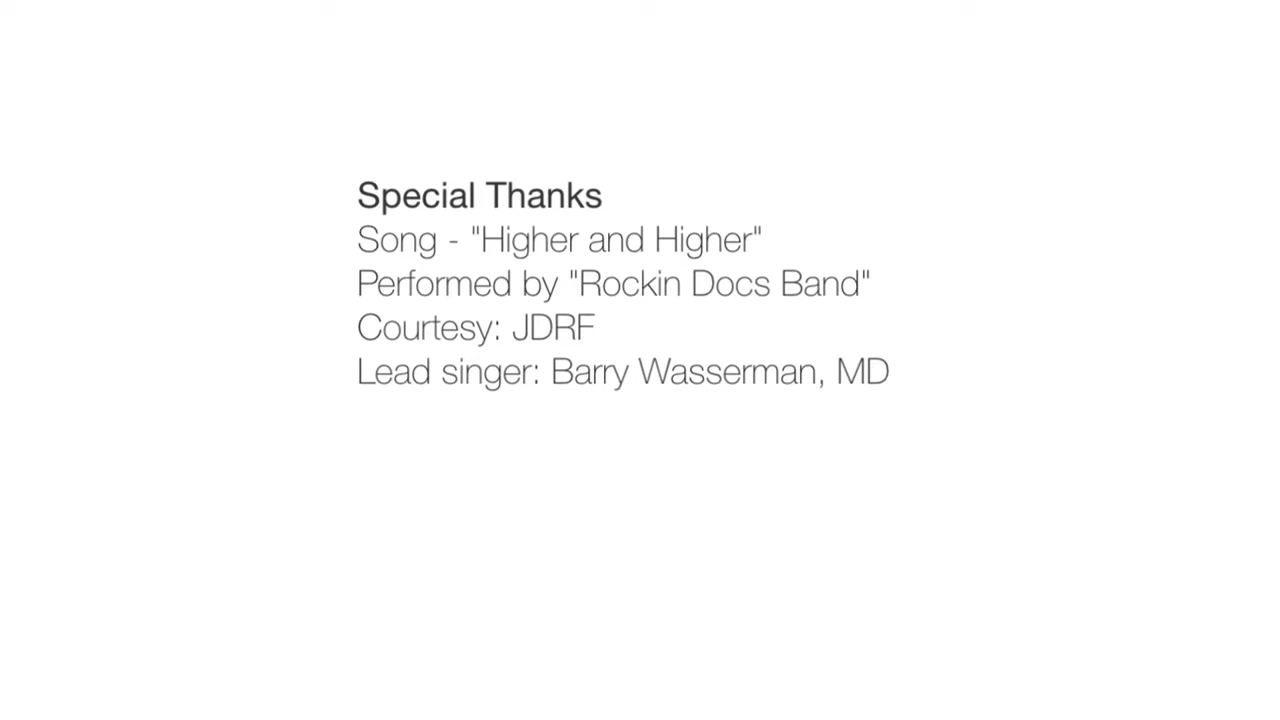 Special Thanks
Song - "Higher and Higher"
Performed by "Rockin Docs Band"
Courtesy: JDRF
Lead singer: Barry Wasserman, MD